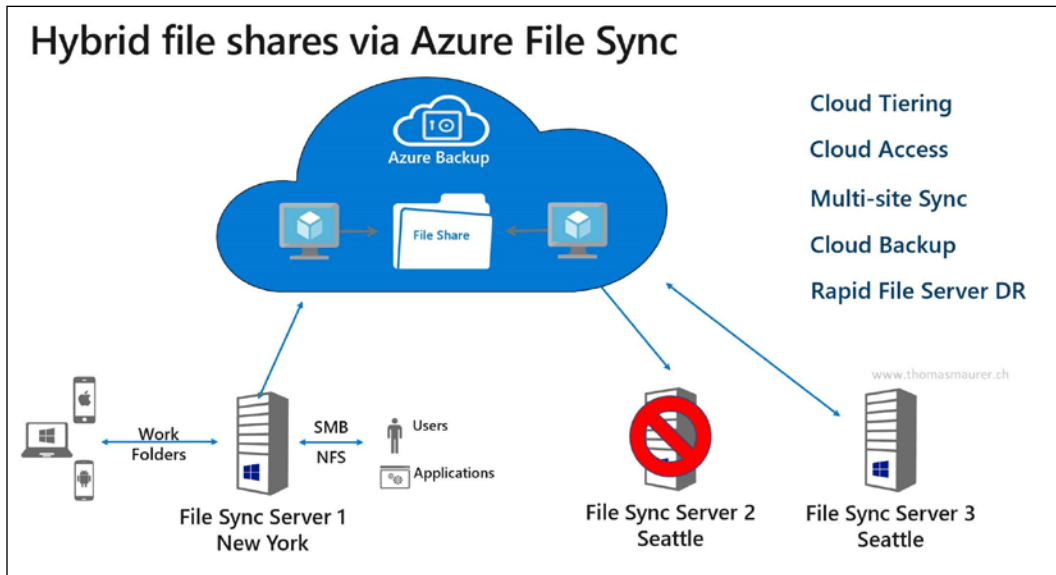 Hybrid file shares via Azure File Sync
Azure Backup
File Share
Cloud Tiering
Cloud Access
Multi-site Sync
Cloud Backup
Rapid File Server DR
www.thomasmaurer.ch
Work
Folders
SMB
NFS
Users
Applications
File Sync Server 1
New York
File Sync Server 2
Seattle
File Sync Server 3
Seattle